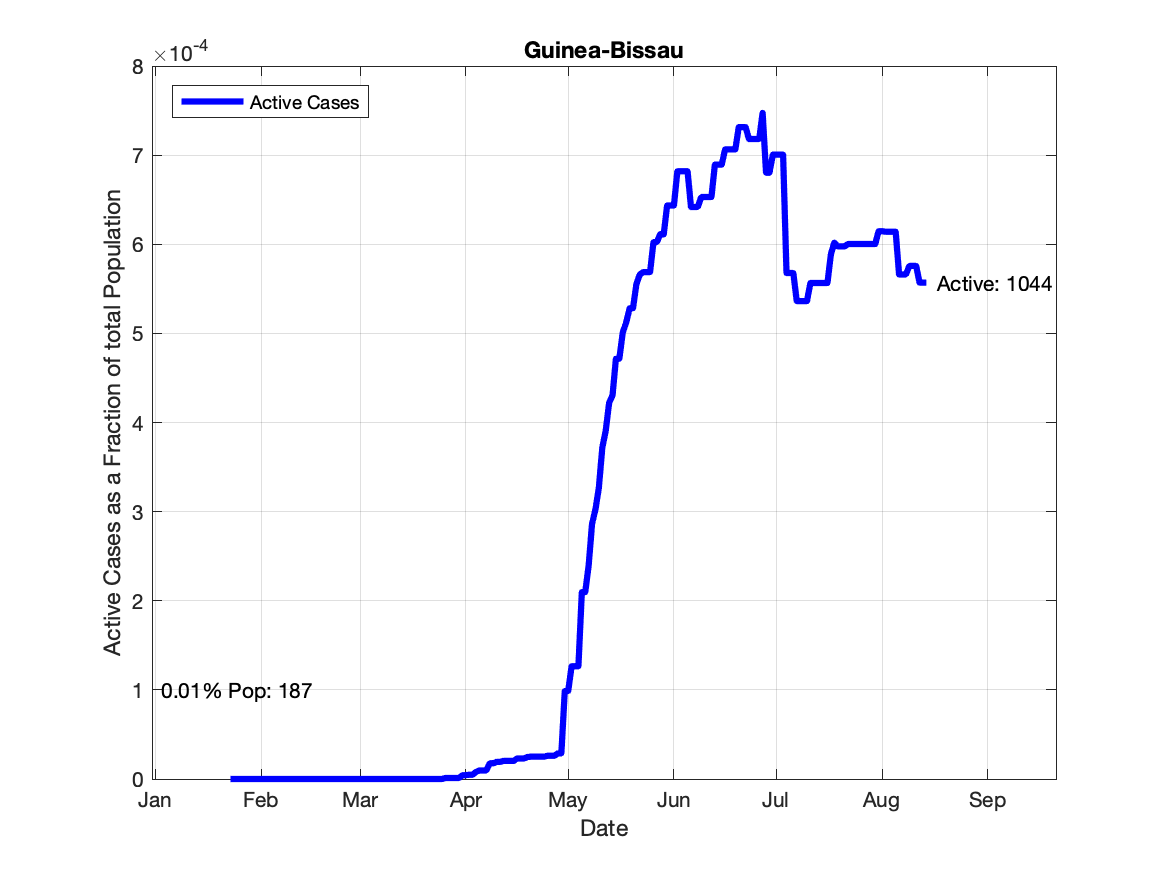 Guinea-Bissau
×10-4
Active Cases
8
7
6
5
4
3
2
1
0
Active Cases as a Fraction of total Population
Active: 1044
0.01% Pop: 187
Jan Feb Mar Apr May Jun Jul Aug Sep
Date